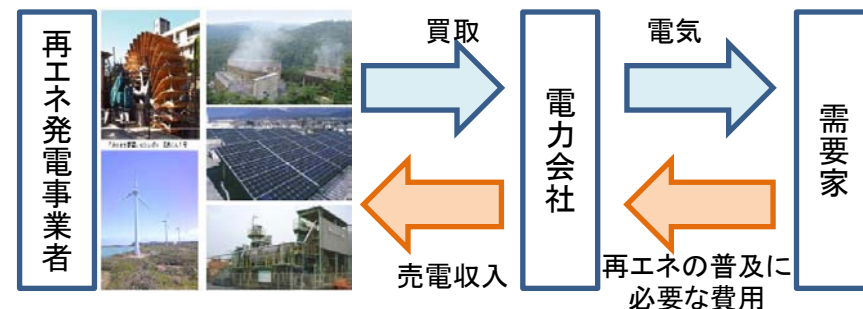 再エネ発電事業者
買取
売電収入
電力会社
電気
再エネの普及に
必要な費用
需要家